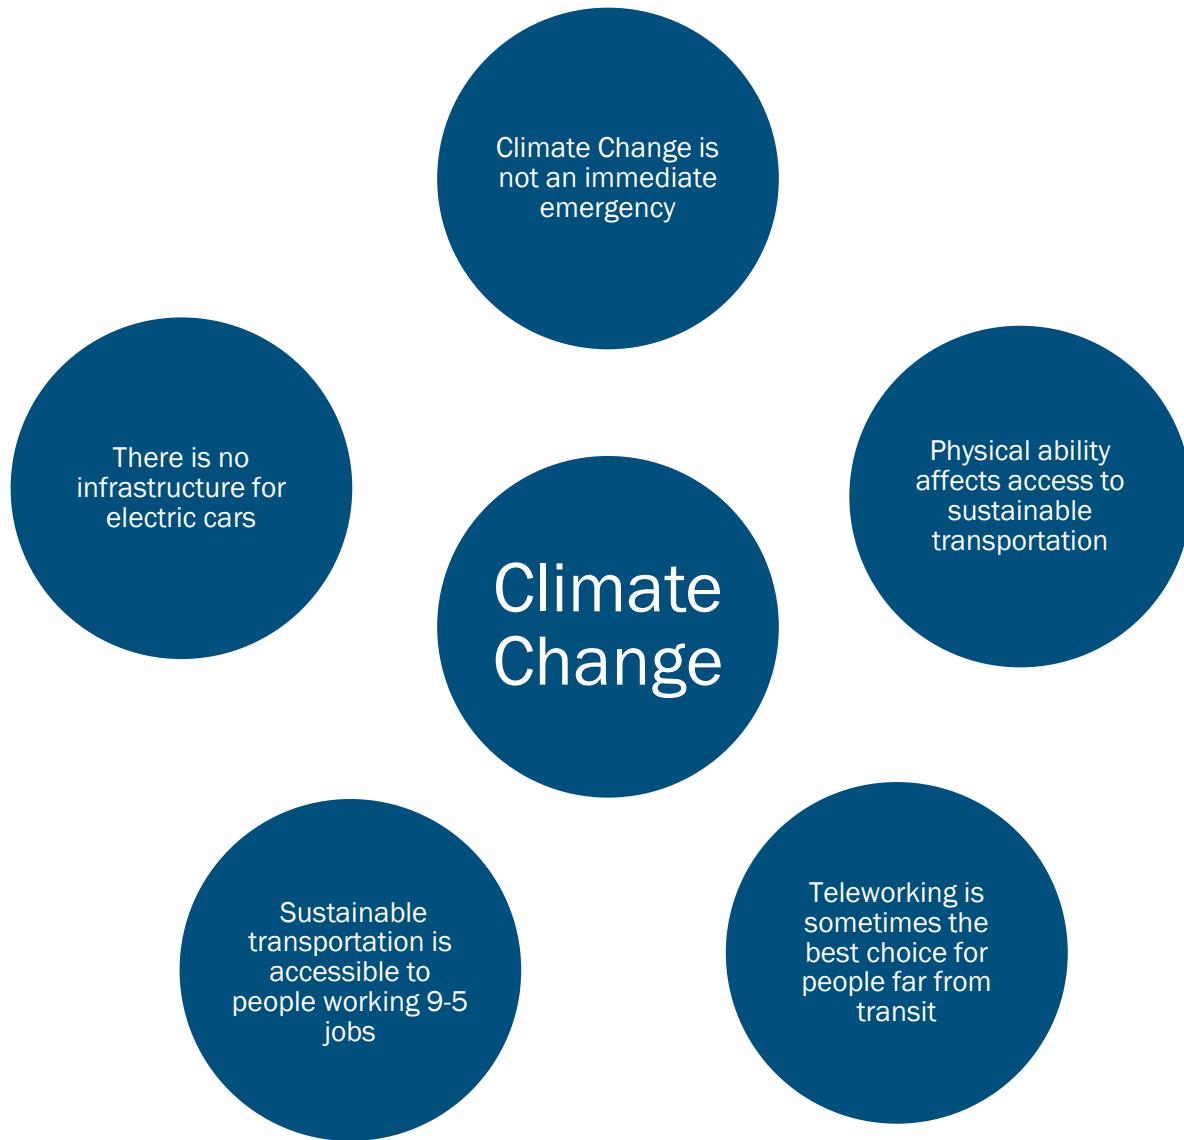 Climate Change is
not an immediate
emergency
There is no
infrastructure for
electric cars
Physical ability
affects access to
sustainable
transportation
Climate
Change
Sustainable
transportation is
accessible to
people working 9-5
jobs
Teleworking is
sometimes the
best choice for
people far from
transit